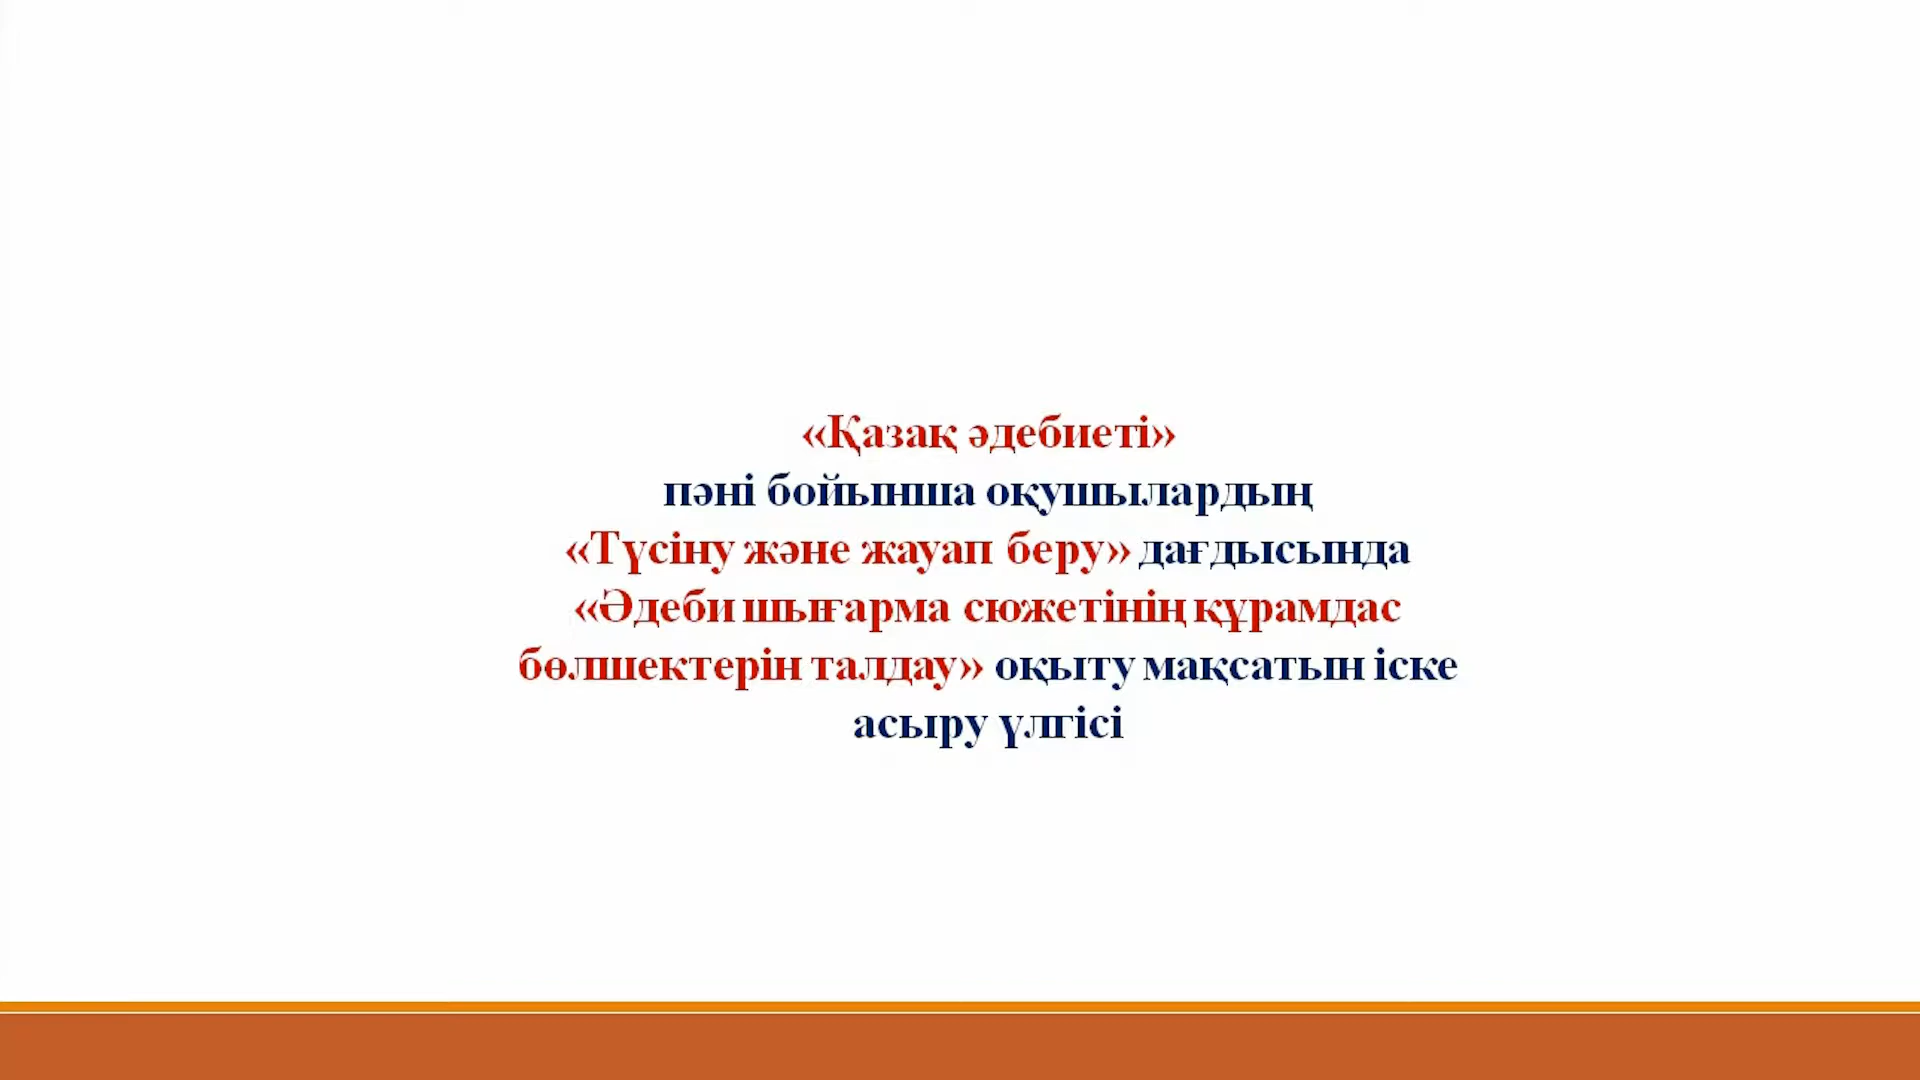 «Қазақ әдебиеті»
пәні бойынша оқушылардың
«Түсіну және жауап беру» дағдысында
«Әдеби шығарма сюжетінің құрамдас
бөлшектерін талдау» оқыту мақсатын іске
асыру үлгісі